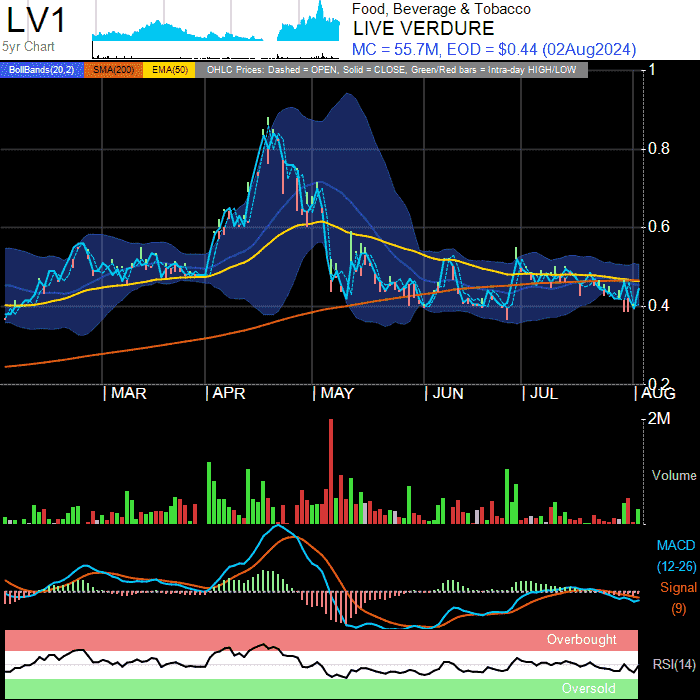 LV1
5yr Chart
Food, Beverage & Tobacco
LIVE VERDURE
MC = 55.7M, EOD = $0.44 (02Aug2024)
BollBands(20,2) SMA(200) EMA(50) OHLC Prices: Dashed = OPEN, Solid = CLOSE, Green/Red bars = Intra-day HIGH/LOW
1
0.8
0.6
0.4
0.2
MAR APR MAY JUN JUL AUG
2M
Volume
MACD
(12-26)
Signal
(9)
Overbought
RSI(14)
Oversold